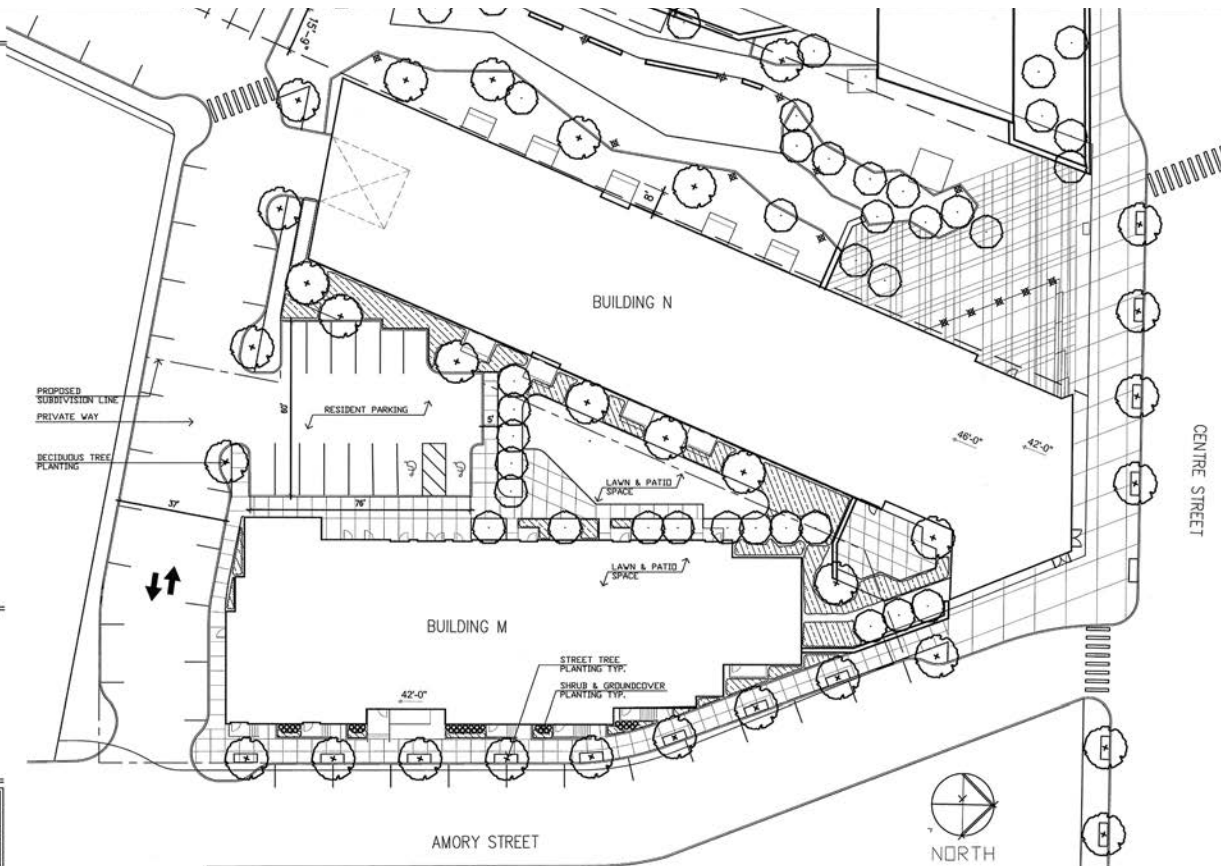 15'-9"
8'
BUILDING N
PROPOSED
SUBDIVISION LINE
PRIVATE WAY
RESIDENT PARKING
60'
5'
46'-0"
42'-0"
CENTRE STREET
DECIDUOUS TREE
PLANTING
LAWN & PATIO
SPACE
37'
76'
LAWN & PATIO
SPACE
BUILDING M
STREET TREE
PLANTING TYP.
SHRUB & GROUNDCOVER
PLANTING TYP.
42'-0"
AMORY STREET
NORTH